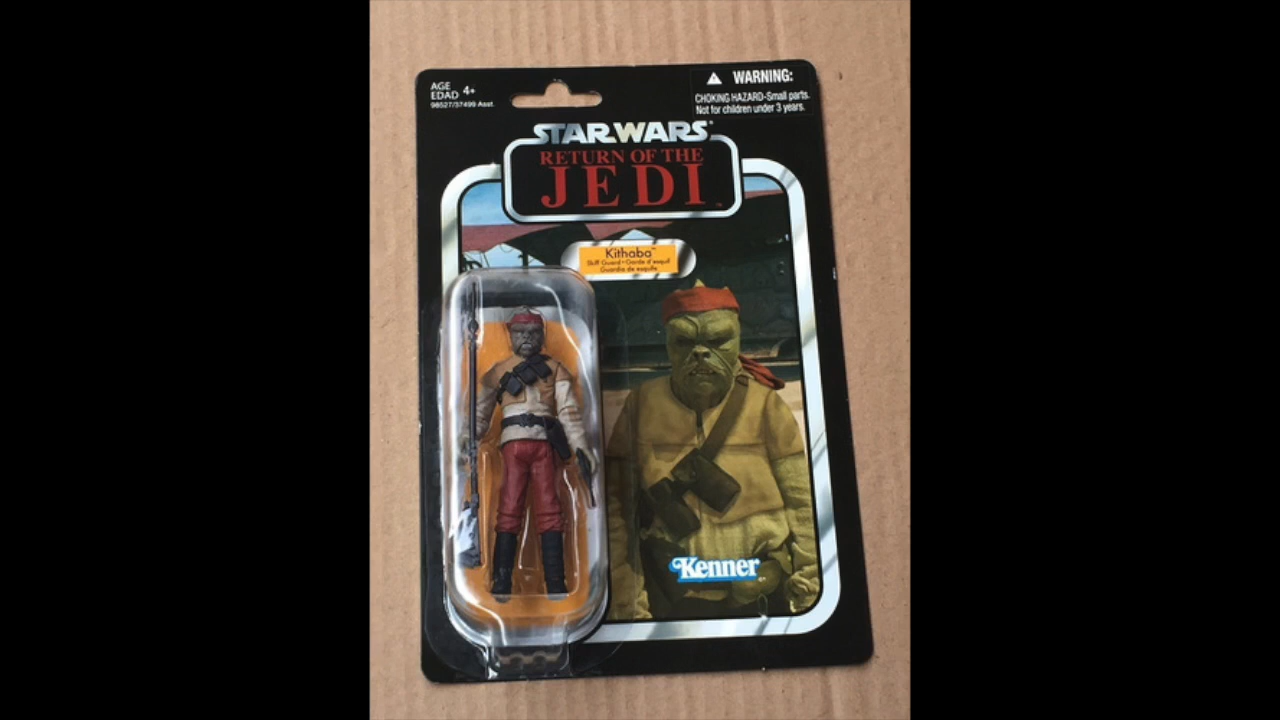 AGE
EDAD 4+
98527/37499 Asst.
WARNING:
CHOKING HAZARD-Small parts.
Not for children under 3 years.
STAR WARS
RETURN OF THE
JEDI
Kithaba™
Skiff Guard • Garde d'esquif
Guardia de esquife
Kenner